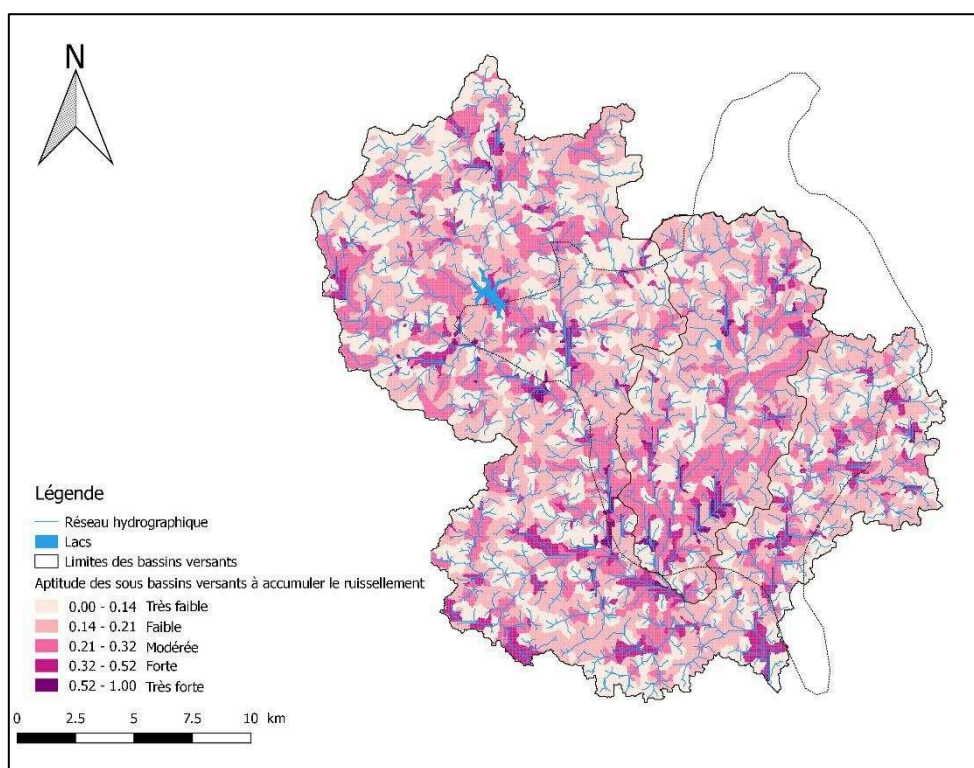 N
Légende
Réseau hydrographique
Lacs
Limites des bassins versants
Aptitude des sous bassins versants à accumuler le ruissellement
0.00 - 0.14 Très faible
0.14 - 0.21 Faible
0.21 - 0.32 Modérée
0.32 - 0.52 Forte
0.52 - 1.00 Très forte
0 2.5 5 7.5 10 km